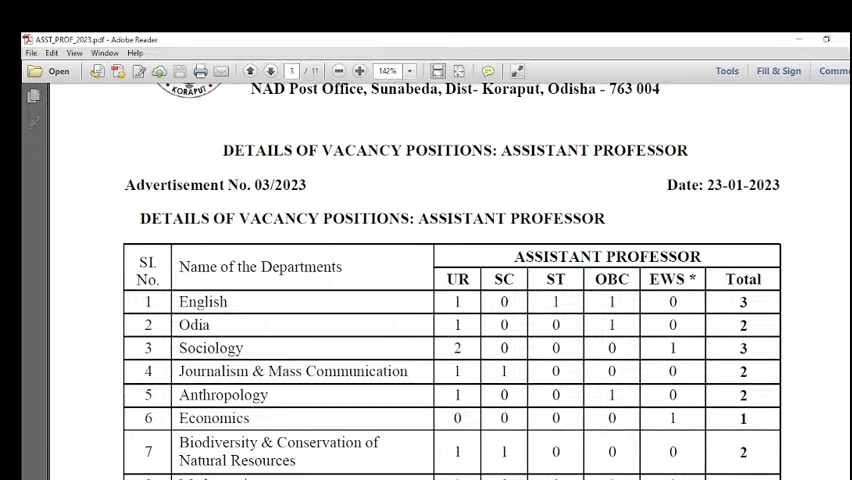 ASST_PROF_2023.pdf - Adobe Reader
File Edit View Window Help
Open 3 / 11 142% Tools Fill & Sign Comme
KORAPUT
NAD Post Office, Sunabeda, Dist- Koraput, Odisha - 763 004
DETAILS OF VACANCY POSITIONS: ASSISTANT PROFESSOR
Advertisement No. 03/2023 Date: 23-01-2023
DETAILS OF VACANCY POSITIONS: ASSISTANT PROFESSOR
SI. No. Name of the Departments ASSISTANT PROFESSOR
UR SC ST OBC EWS * Total
1 English 1 0 1 1 0 3
2 Odia 1 0 0 1 0 2
3 Sociology 2 0 0 0 1 3
4 Journalism & Mass Communication 1 1 0 0 0 2
5 Anthropology 1 0 0 1 0 2
6 Economics 0 0 0 0 1 1
7 Biodiversity & Conservation of Natural Resources 1 1 0 0 0 2